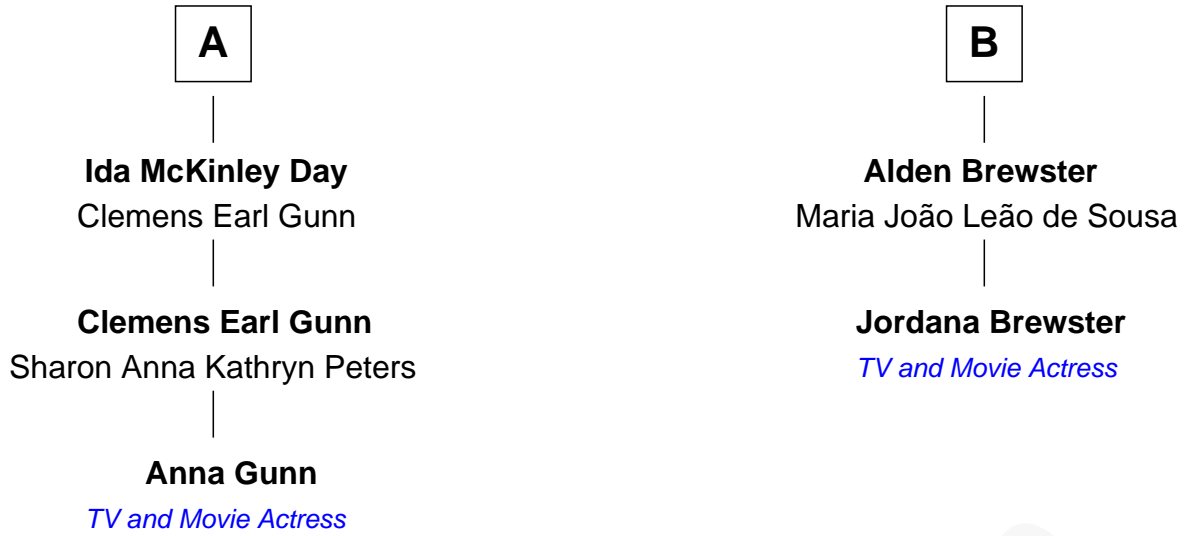 A
Ida McKinley Day
Clemens Earl Gunn
Clemens Earl Gunn
Sharon Anna Kathryn Peters
Anna Gunn
TV and Movie Actress
B
Alden Brewster
Maria João Leão de Sousa
Jordana Brewster
TV and Movie Actress